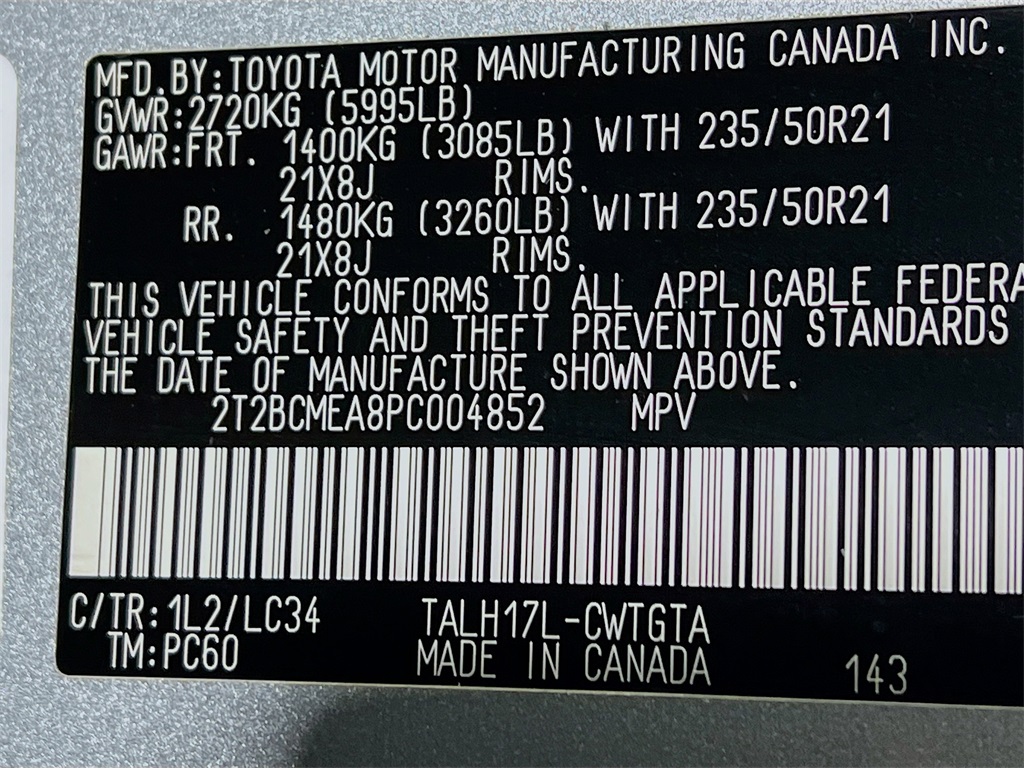 MFD.BY:TOYOTA MOTOR MANUFACTURING CANADA INC.
GVWR:2720KG (5995LB)
GAWR:FRT. 1400KG (3085LB) WITH 235/50R21
21X8J RIMS.
RR. 1480KG (3260LB) WITH 235/50R21
21X8J RIMS.
THIS VEHICLE CONFORMS TO ALL APPLICABLE FEDERA
VEHICLE SAFETY AND THEFT PREVENTION STANDARDS
THE DATE OF MANUFACTURE SHOWN ABOVE.
2T2BCMEA8PC004852 MPV
C/TR:1L2/LC34 TALH17L-CWTGTA
TM:PC60 MADE IN CANADA 143